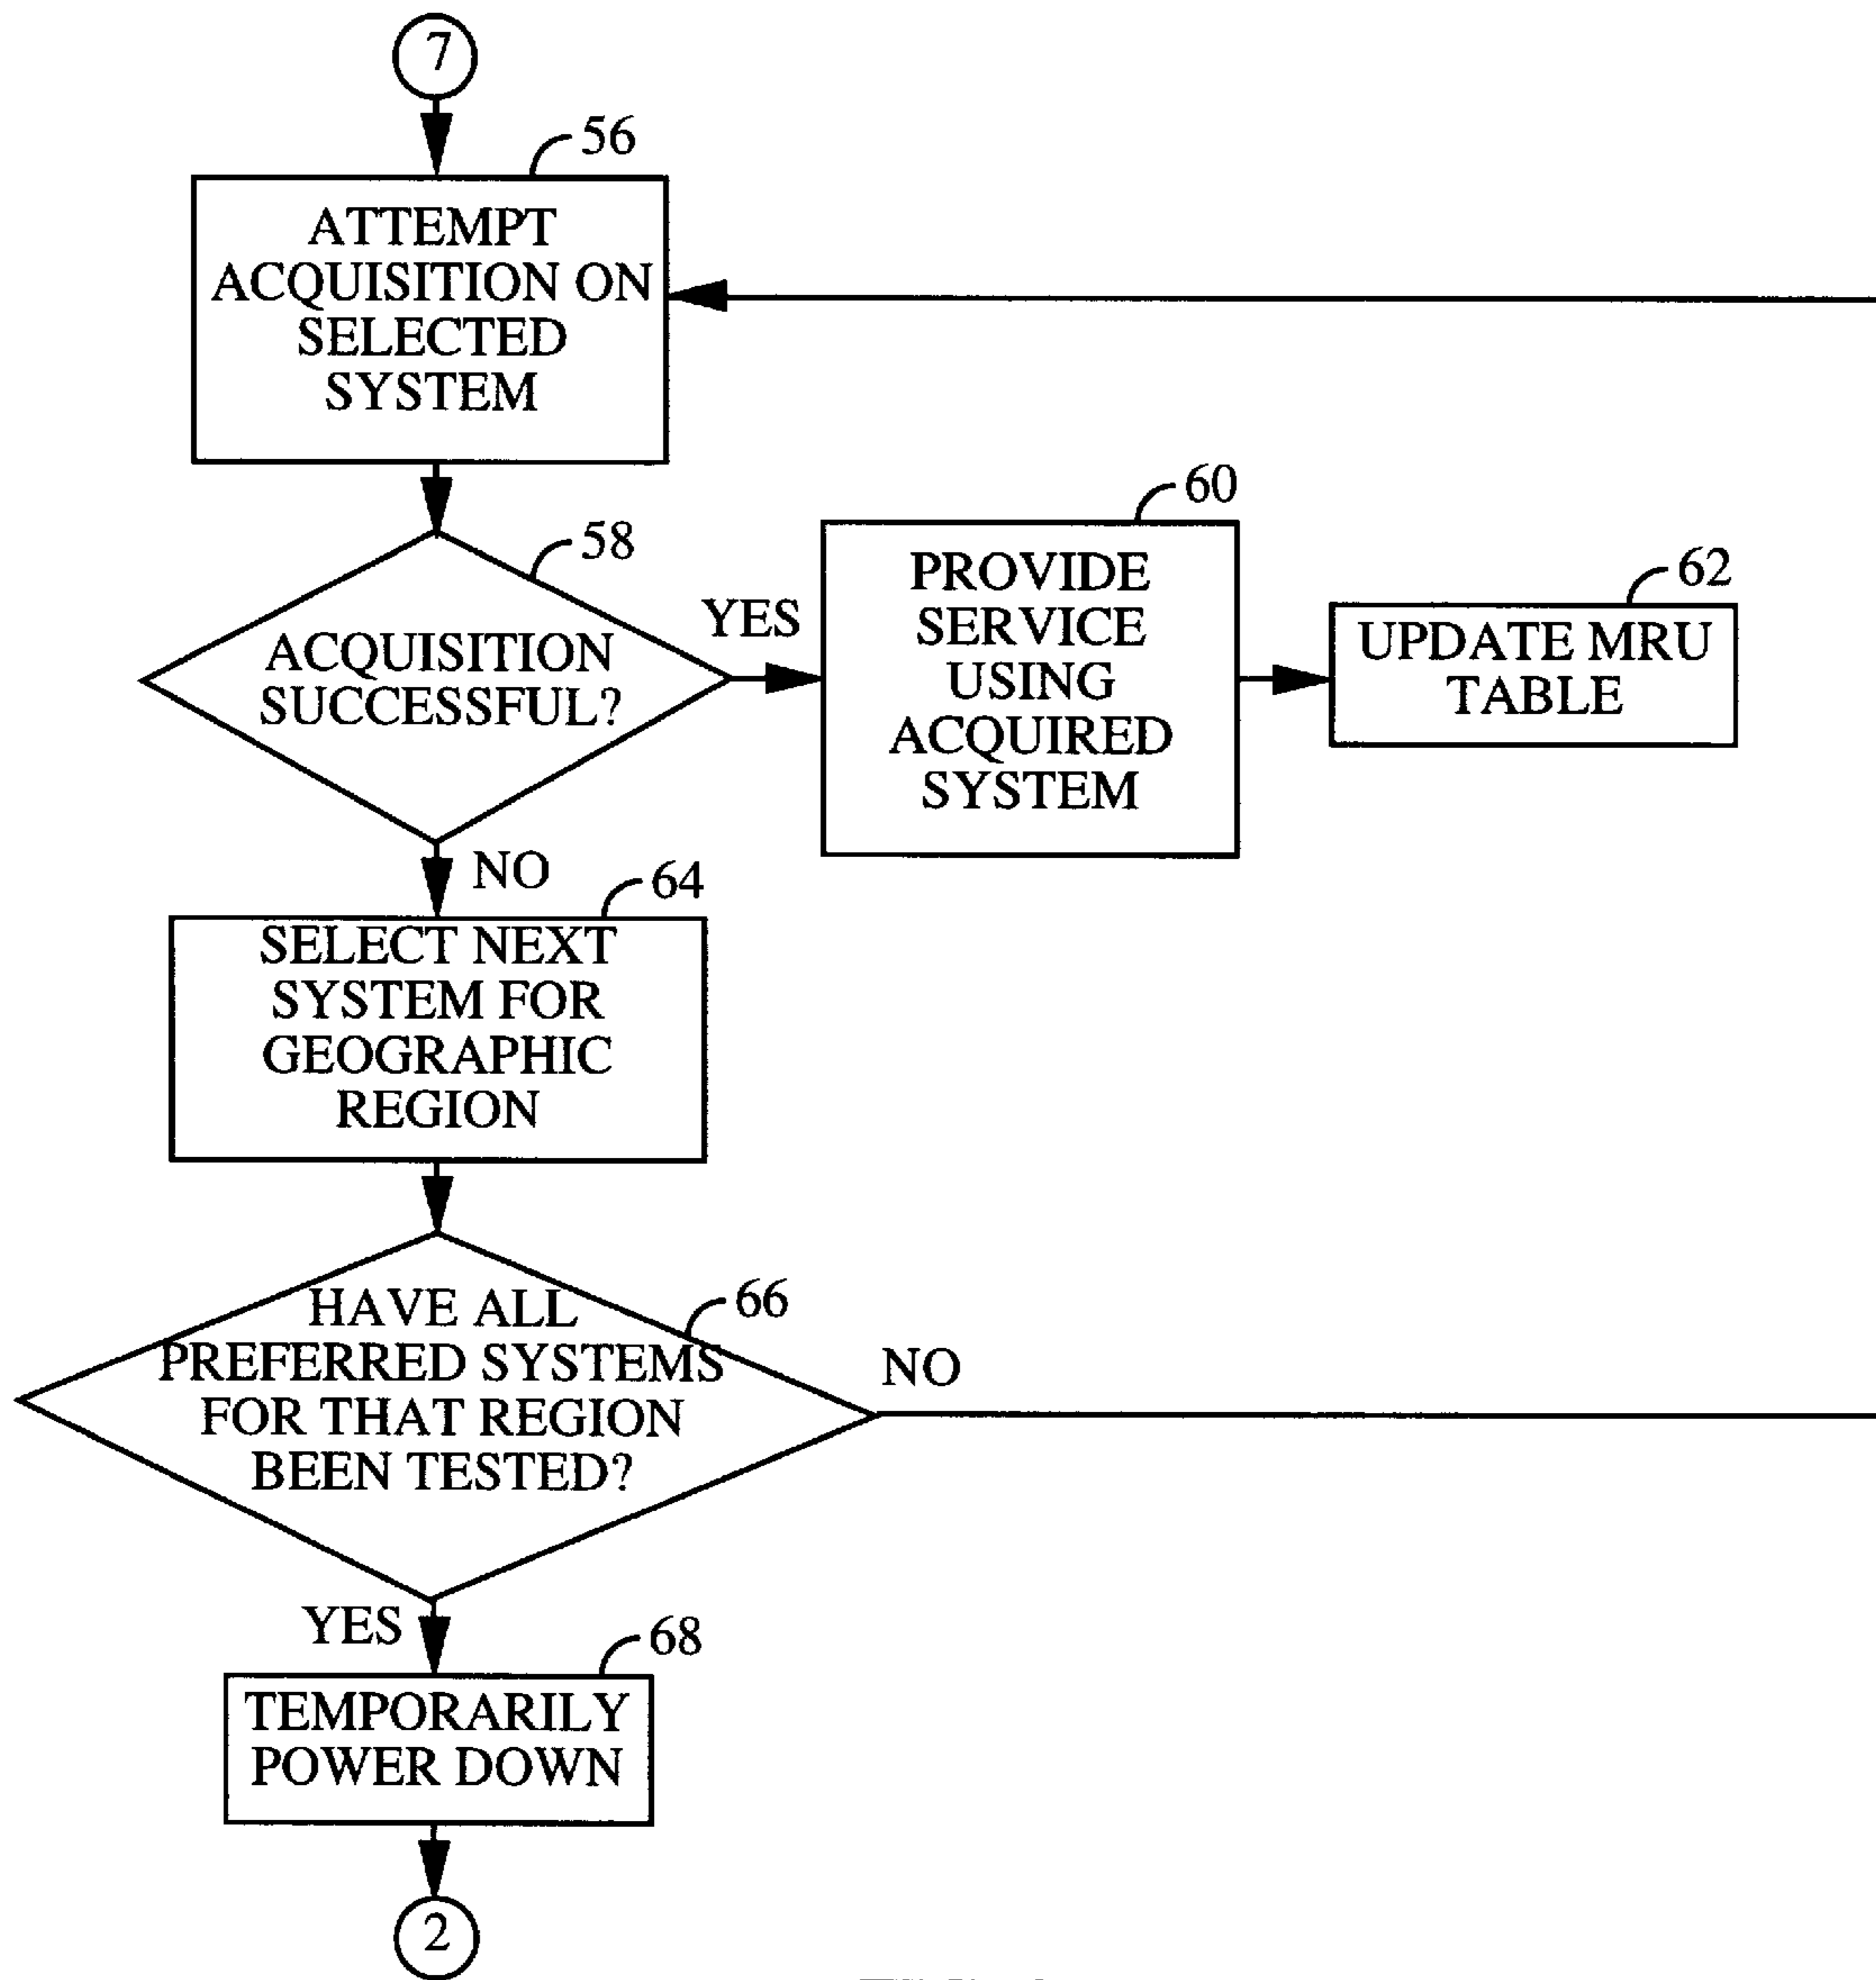 7
56
ATTEMPT
ACQUISITION ON
SELECTED
SYSTEM
58
ACQUISITION
SUCCESSFUL?
YES
60
PROVIDE
SERVICE
USING
ACQUIRED
SYSTEM
62
UPDATE MRU
TABLE
NO
64
SELECT NEXT
SYSTEM FOR
GEOGRAPHIC
REGION
66
HAVE ALL
PREFERRED SYSTEMS
FOR THAT REGION
BEEN TESTED?
NO
YES
68
TEMPORARILY
POWER DOWN
2